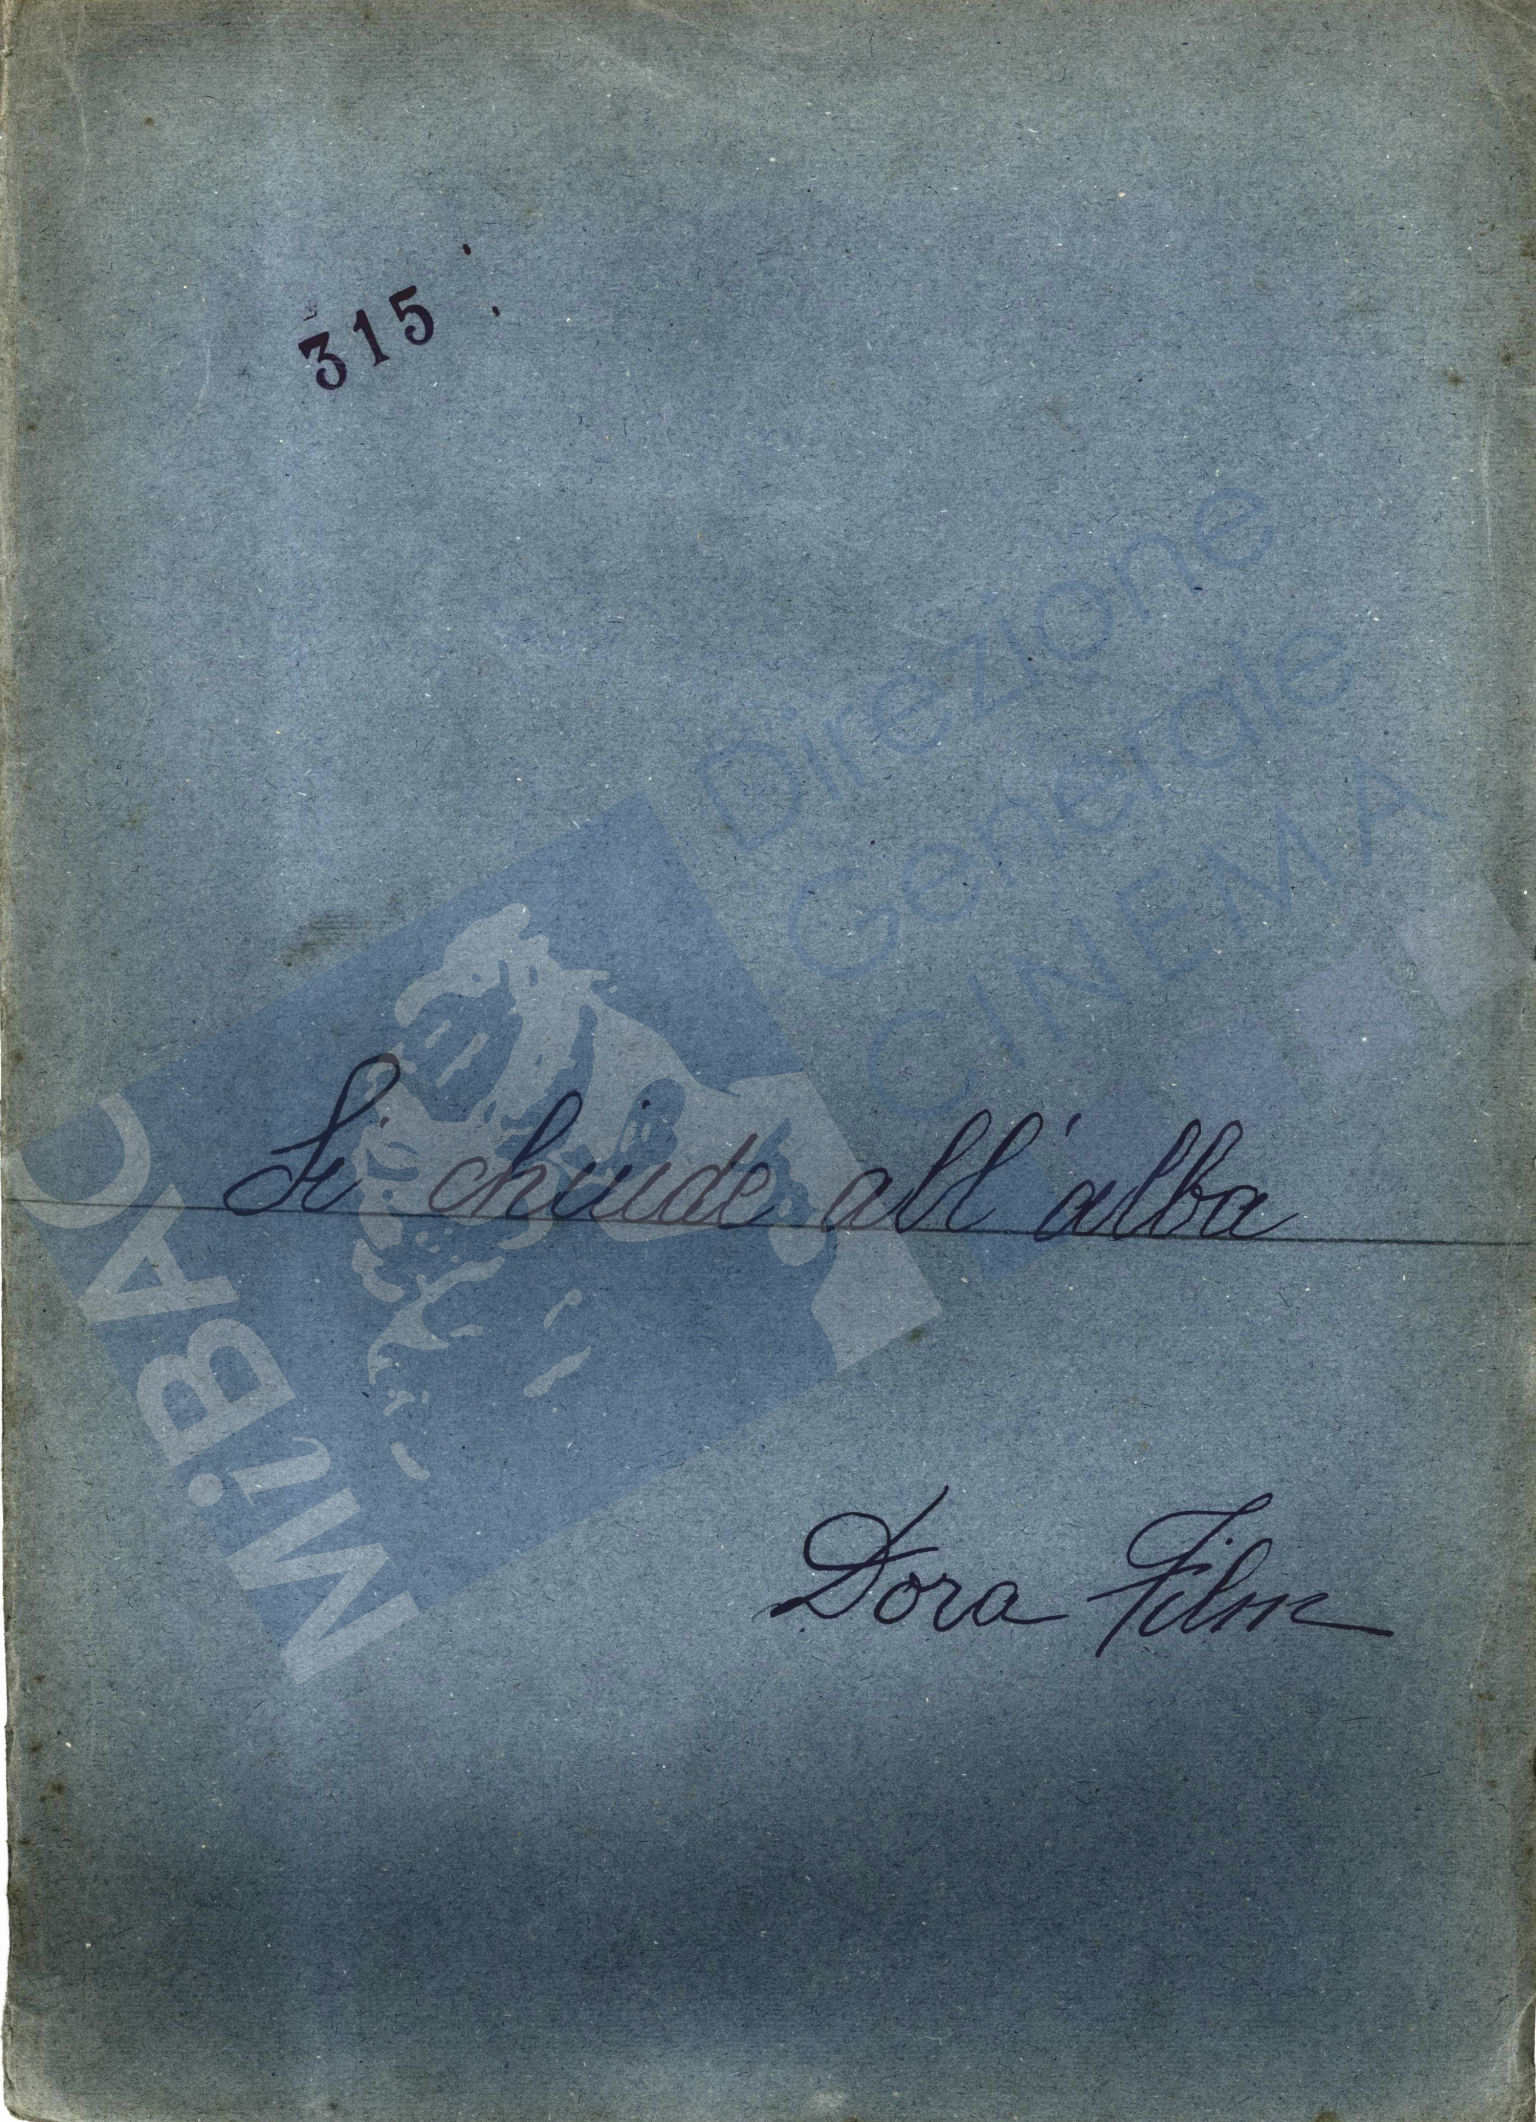 315
Direzione
Generale
CINEMA
MiBAC
Si chiude all'alba
Dora Film